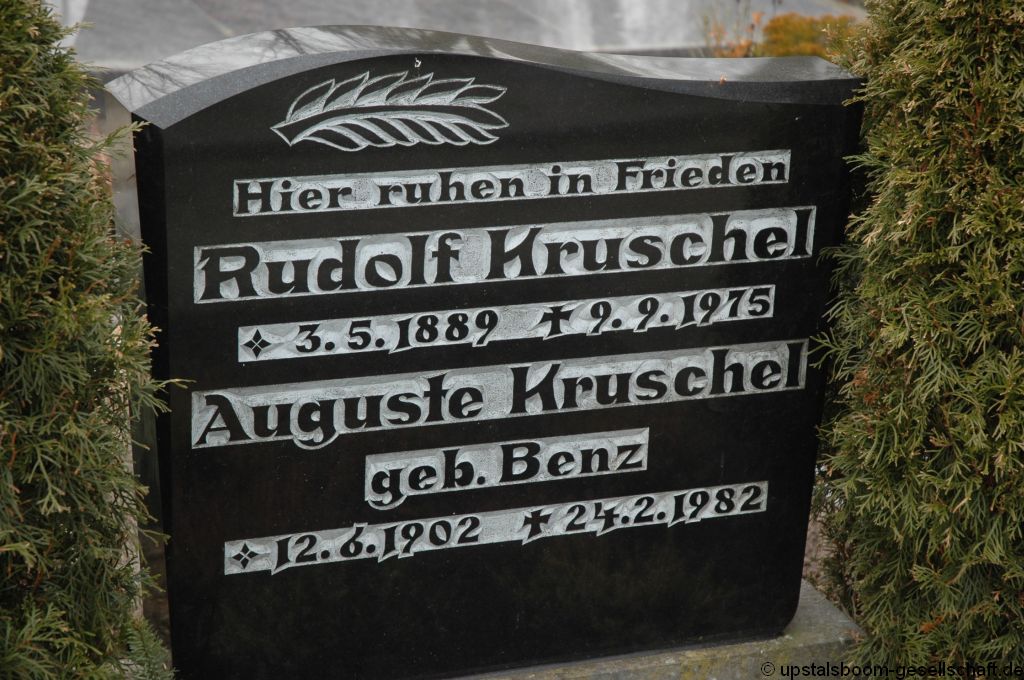 Hier ruhen in Frieden
Rudolf Kruschel
3.5.1889 ✝ 9.9.1975
Auguste Kruschel
geb. Benz
12.6.1902 ✝ 24.2.1982
© upstalsboom-gesellschaft.de